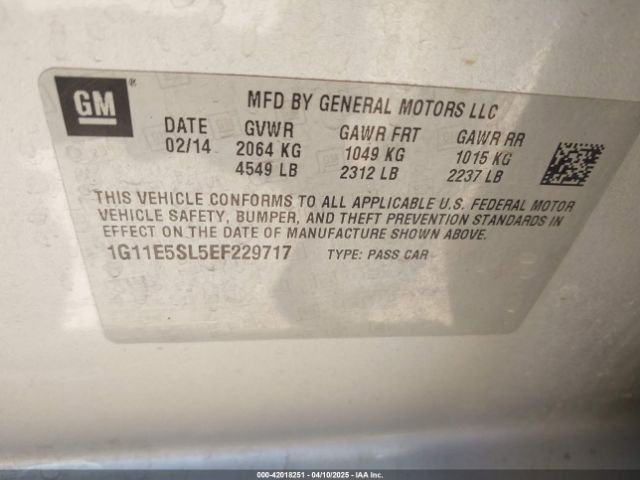 GM®
MFD BY GENERAL MOTORS LLC
DATE GVWR GAWR FRT GAWR RR
02/14 2064 KG 1049 KG 1015 KG
4549 LB 2312 LB 2237 LB
THIS VEHICLE CONFORMS TO ALL APPLICABLE U.S. FEDERAL MOTOR
VEHICLE SAFETY, BUMPER, AND THEFT PREVENTION STANDARDS IN
EFFECT ON THE DATE OF MANUFACTURE SHOWN ABOVE.
1G11E5SL5EF229717 TYPE: PASS CAR
000-42018251 - 04/10/2025 - IAA Inc.